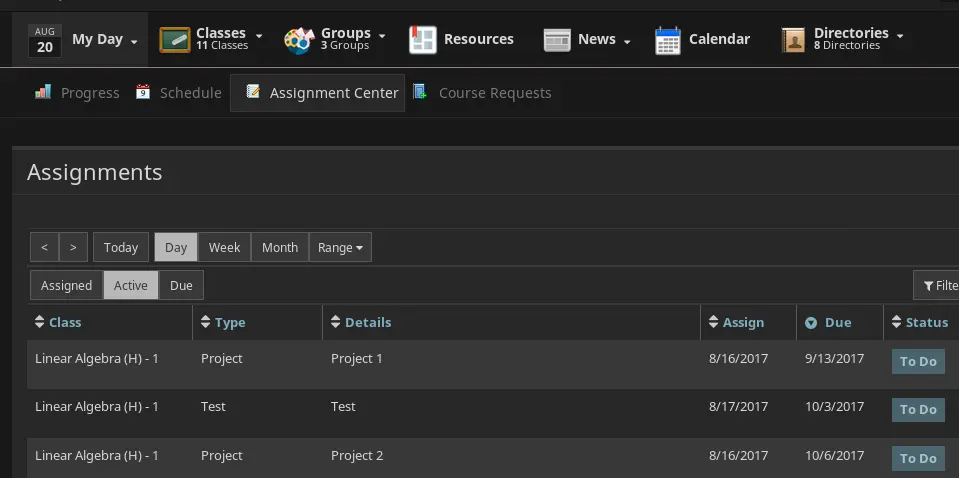 AUG
20
My Day
Classes
11 Classes
Groups
3 Groups
Resources
News
Calendar
Directories
8 Directories
Progress
9
Schedule
Assignment Center
Course Requests
Assignments
< > Today Day Week Month Range
Assigned Active Due Filte
Class Type Details Assign Due Status
Linear Algebra (H) - 1 Project Project 1 8/16/2017 9/13/2017 To Do
Linear Algebra (H) - 1 Test Test 8/17/2017 10/3/2017 To Do
Linear Algebra (H) - 1 Project Project 2 8/16/2017 10/6/2017 To Do